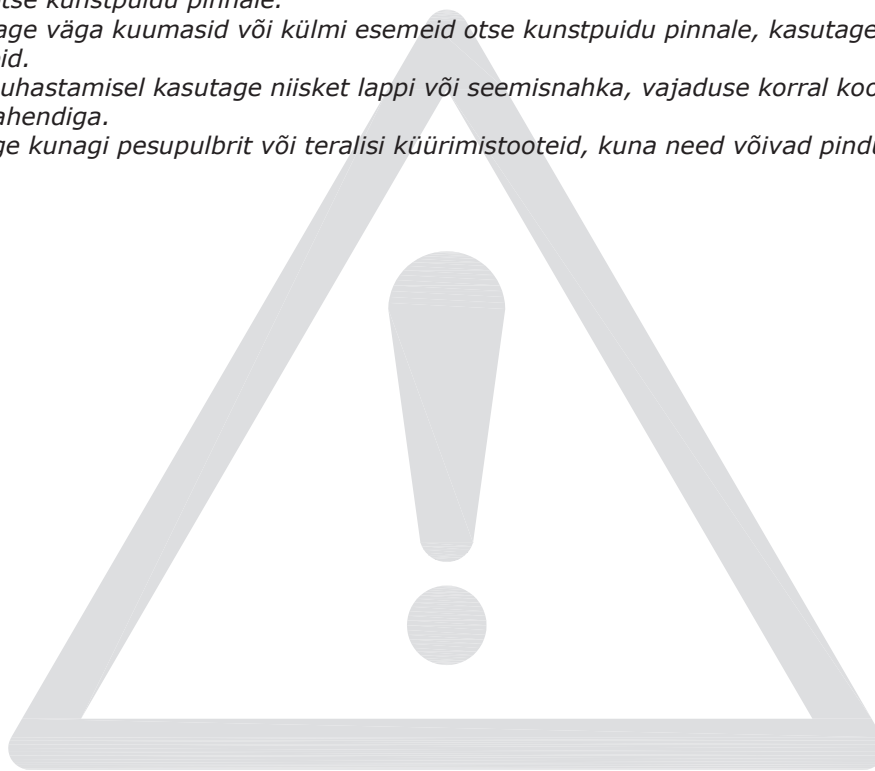 tse kunstpuidu pinnale.
age väga kuumasid või külmi esemeid otse kunstpuidu pinnale, kasutage
id.
uhastamisel kasutage niisket lappi või seemisnahka, vajaduse korral koo
ahendiga.
ge kunagi pesupulbrit või teralisi küürimistooteid, kuna need võivad pindu